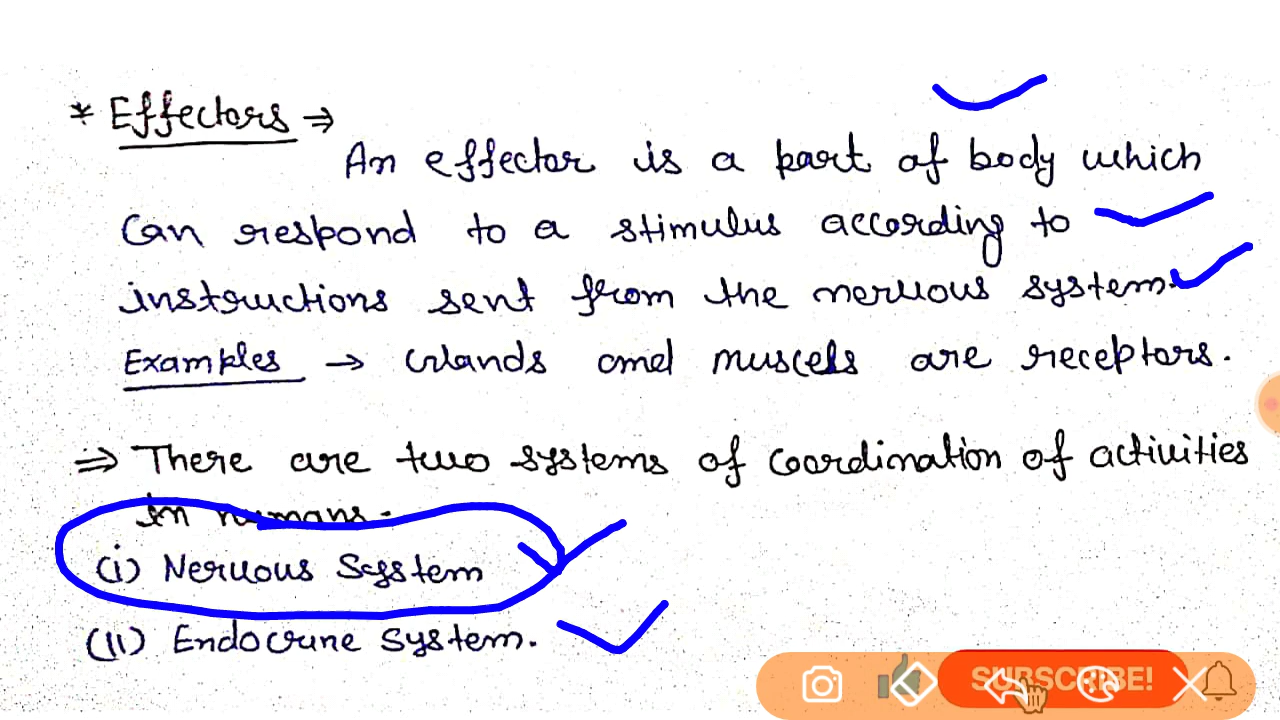 * Effectors ⇒
An effector is a part of body which
can respond to a stimulus according to
instructions sent from the nervous system.
Examples → Glands and muscels are receptors.
⇒ There are two systems of coordination of activities
in humans.
(i) Nervous System
(II) Endocrine system.
SUBSCRIBE!